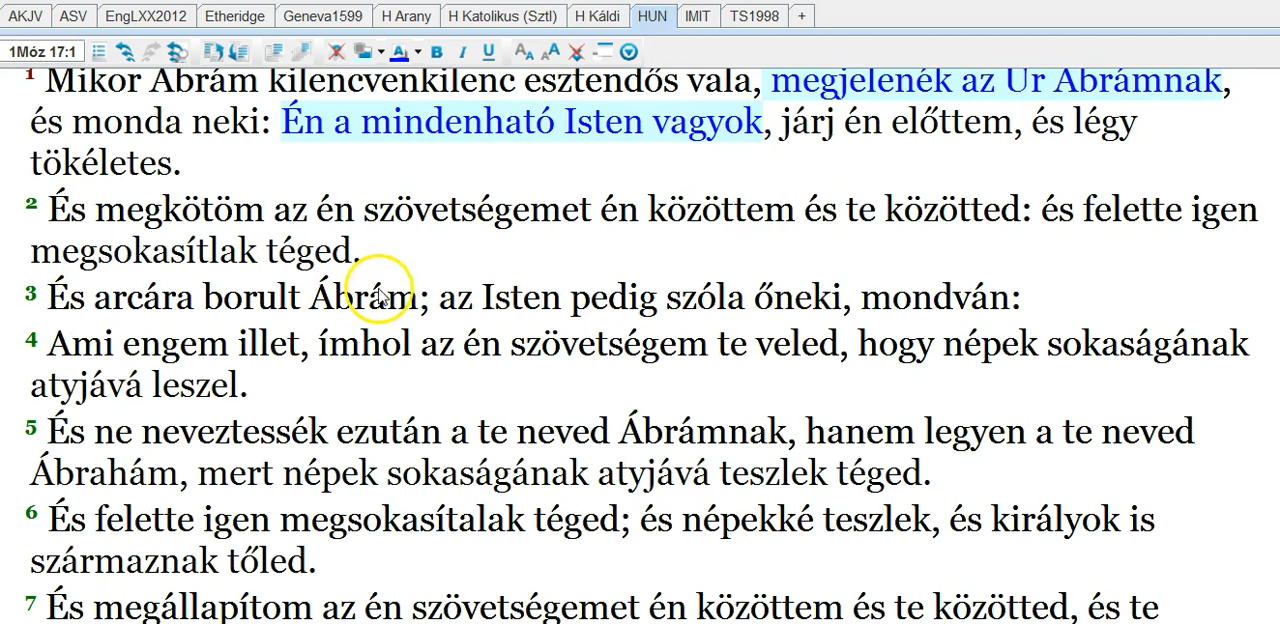 AKJV ASV EngLXX2012 Etheridge Geneva1599 H Arany H Katolikus (Sztl) H Káldi HUN IMIT TS1998 +
1Móz 17:1 A B I U A A A A
1 Mikor Ábrám kilencvenkilenc esztendős vala, megjelenék az Úr Ábrámnak,
és monda neki: Én a mindenható Isten vagyok, járj én előttem, és légy
tökéletes.
2 És megkötöm az én szövetségemet én közöttem és te közötted: és felette igen
megsokasítlak téged.
3 És arcára borult Ábrám; az Isten pedig szóla őneki, mondván:
4 Ami engem illet, ímhol az én szövetségem te veled, hogy népek sokaságának
atyjává leszel.
5 És ne neveztessék ezután a te neved Ábrámnak, hanem legyen a te neved
Ábrahám, mert népek sokaságának atyjává teszlek téged.
6 És felette igen megsokasítalak téged; és népekké teszlek, és királyok is
származnak tőled.
7 És megállapítom az én szövetségemet én közöttem és te közötted, és te